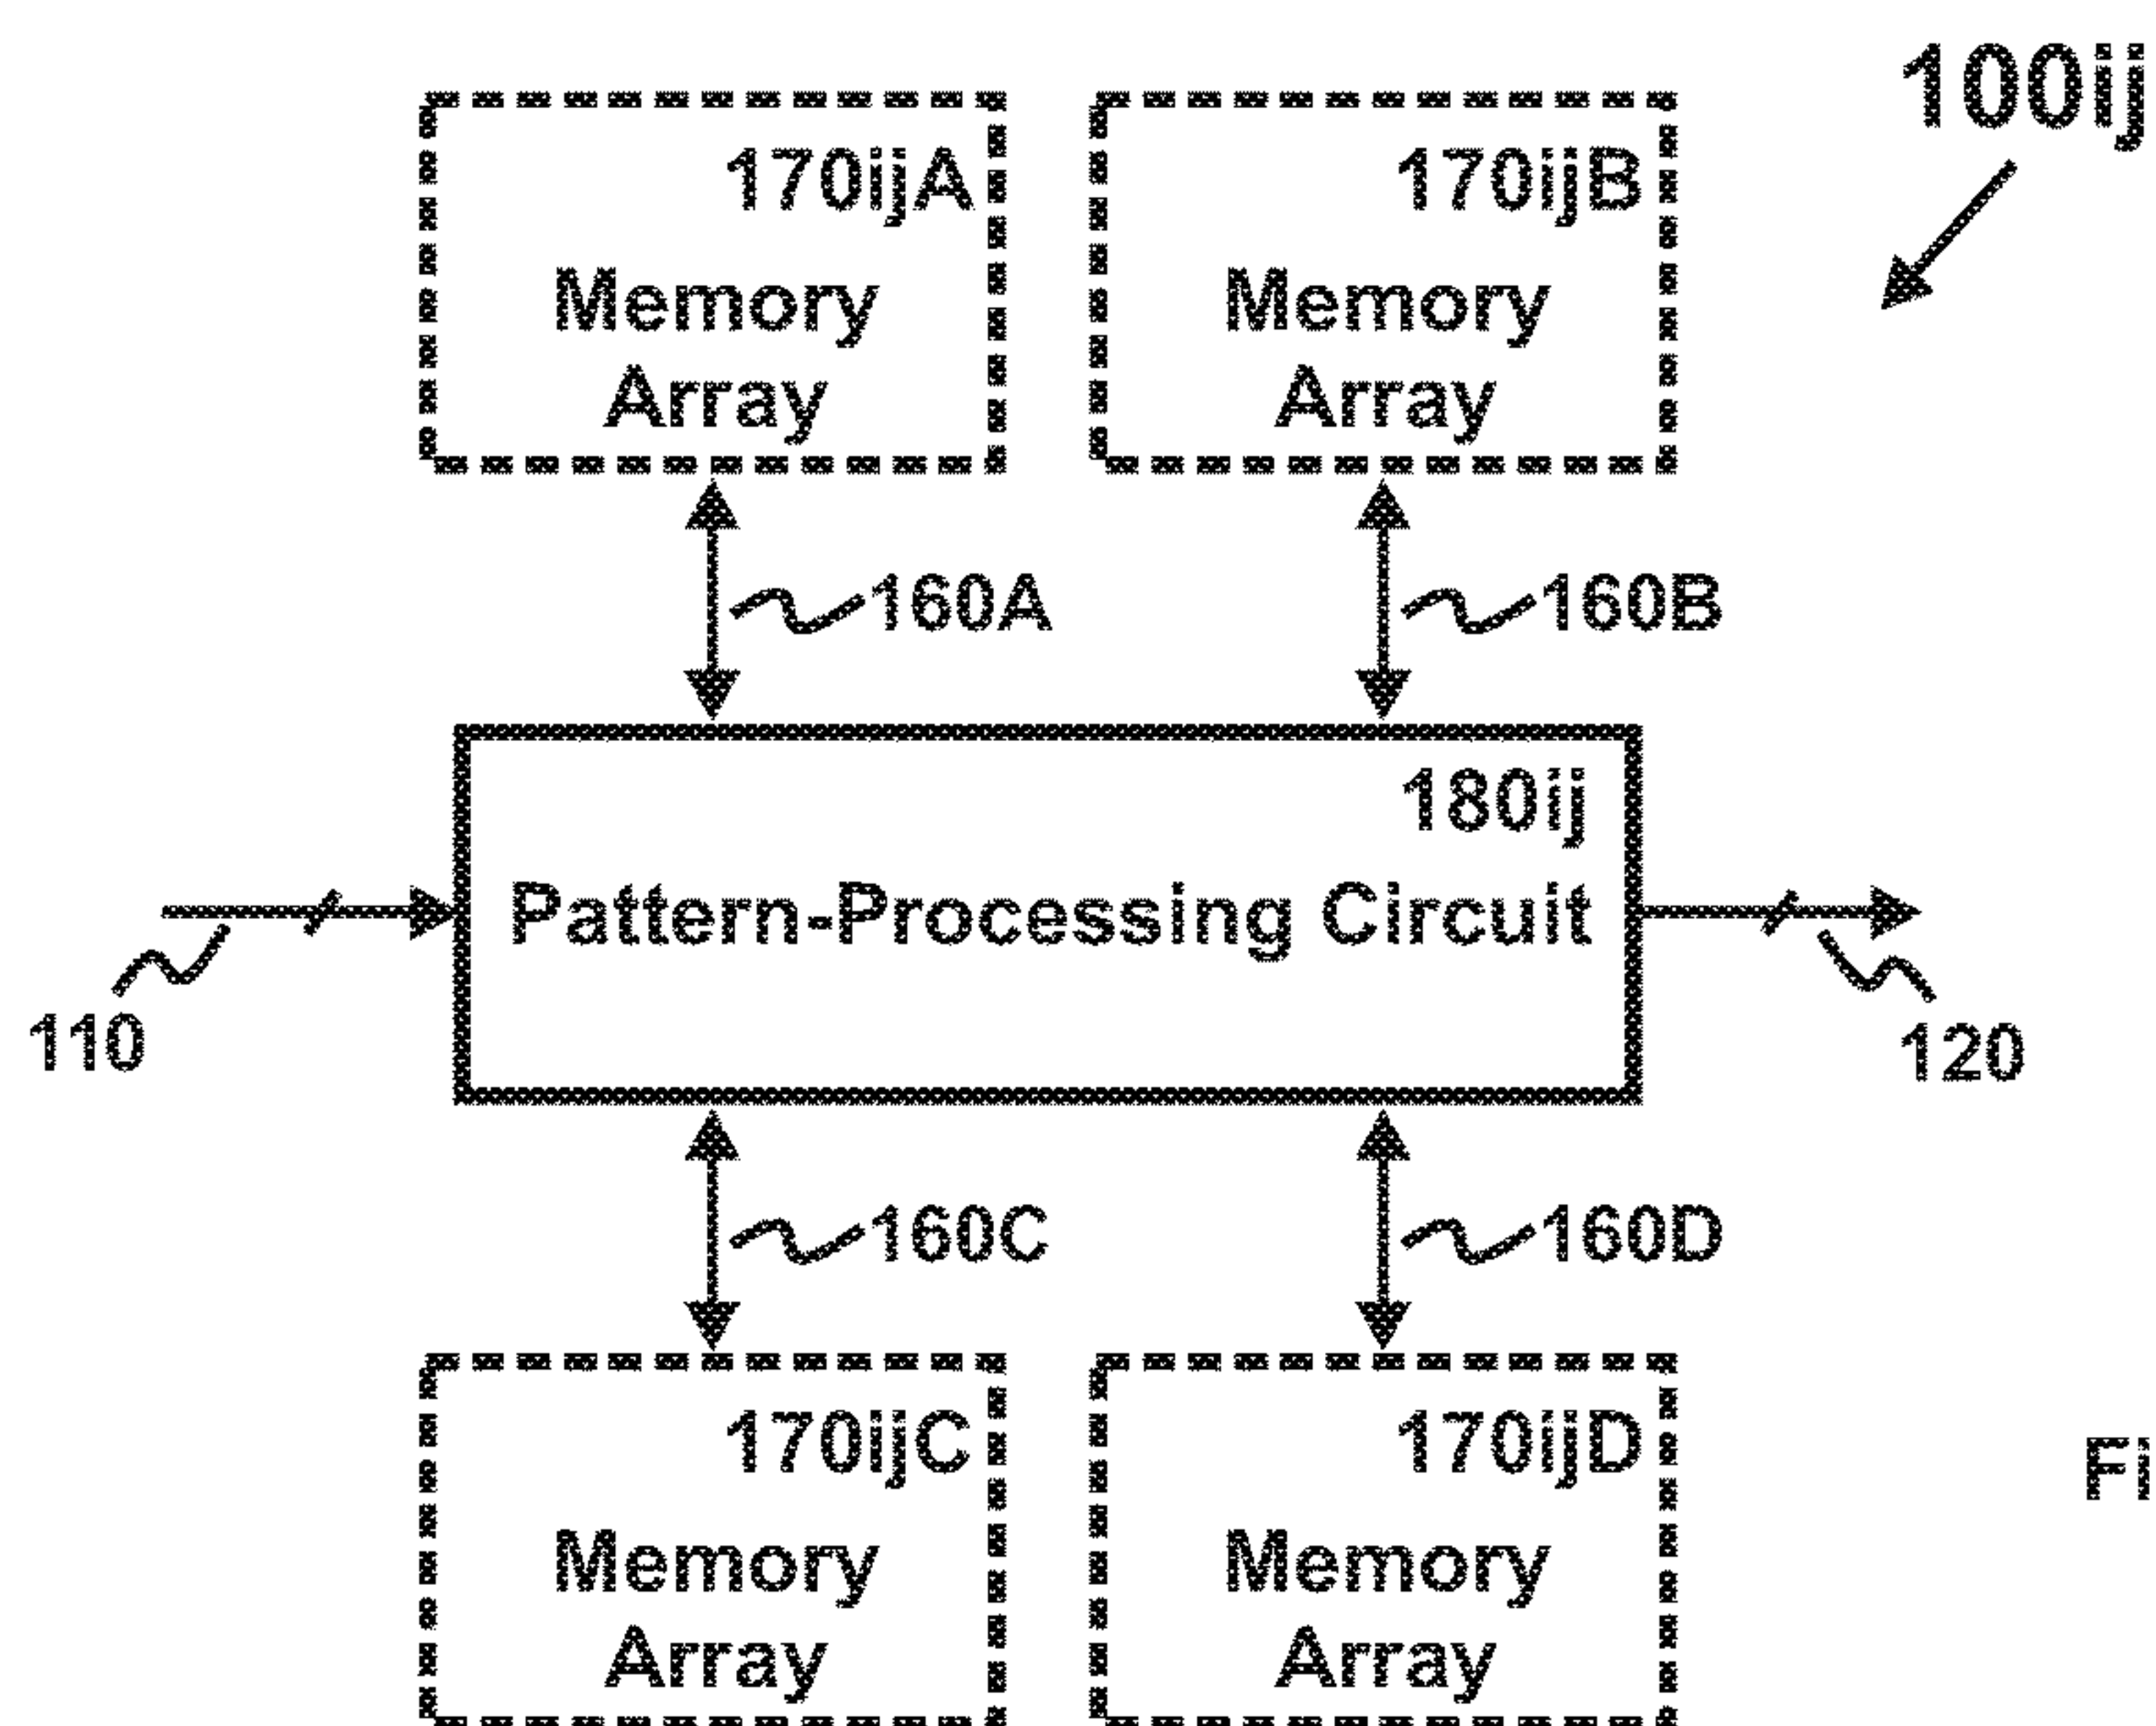 100ij
170ijA
Memory
Array
170ijB
Memory
Array
160A
160B
180ij
Pattern-Processing Circuit
110
120
160C
160D
170ijC
Memory
Array
170ijD
Memory
Array
Fi